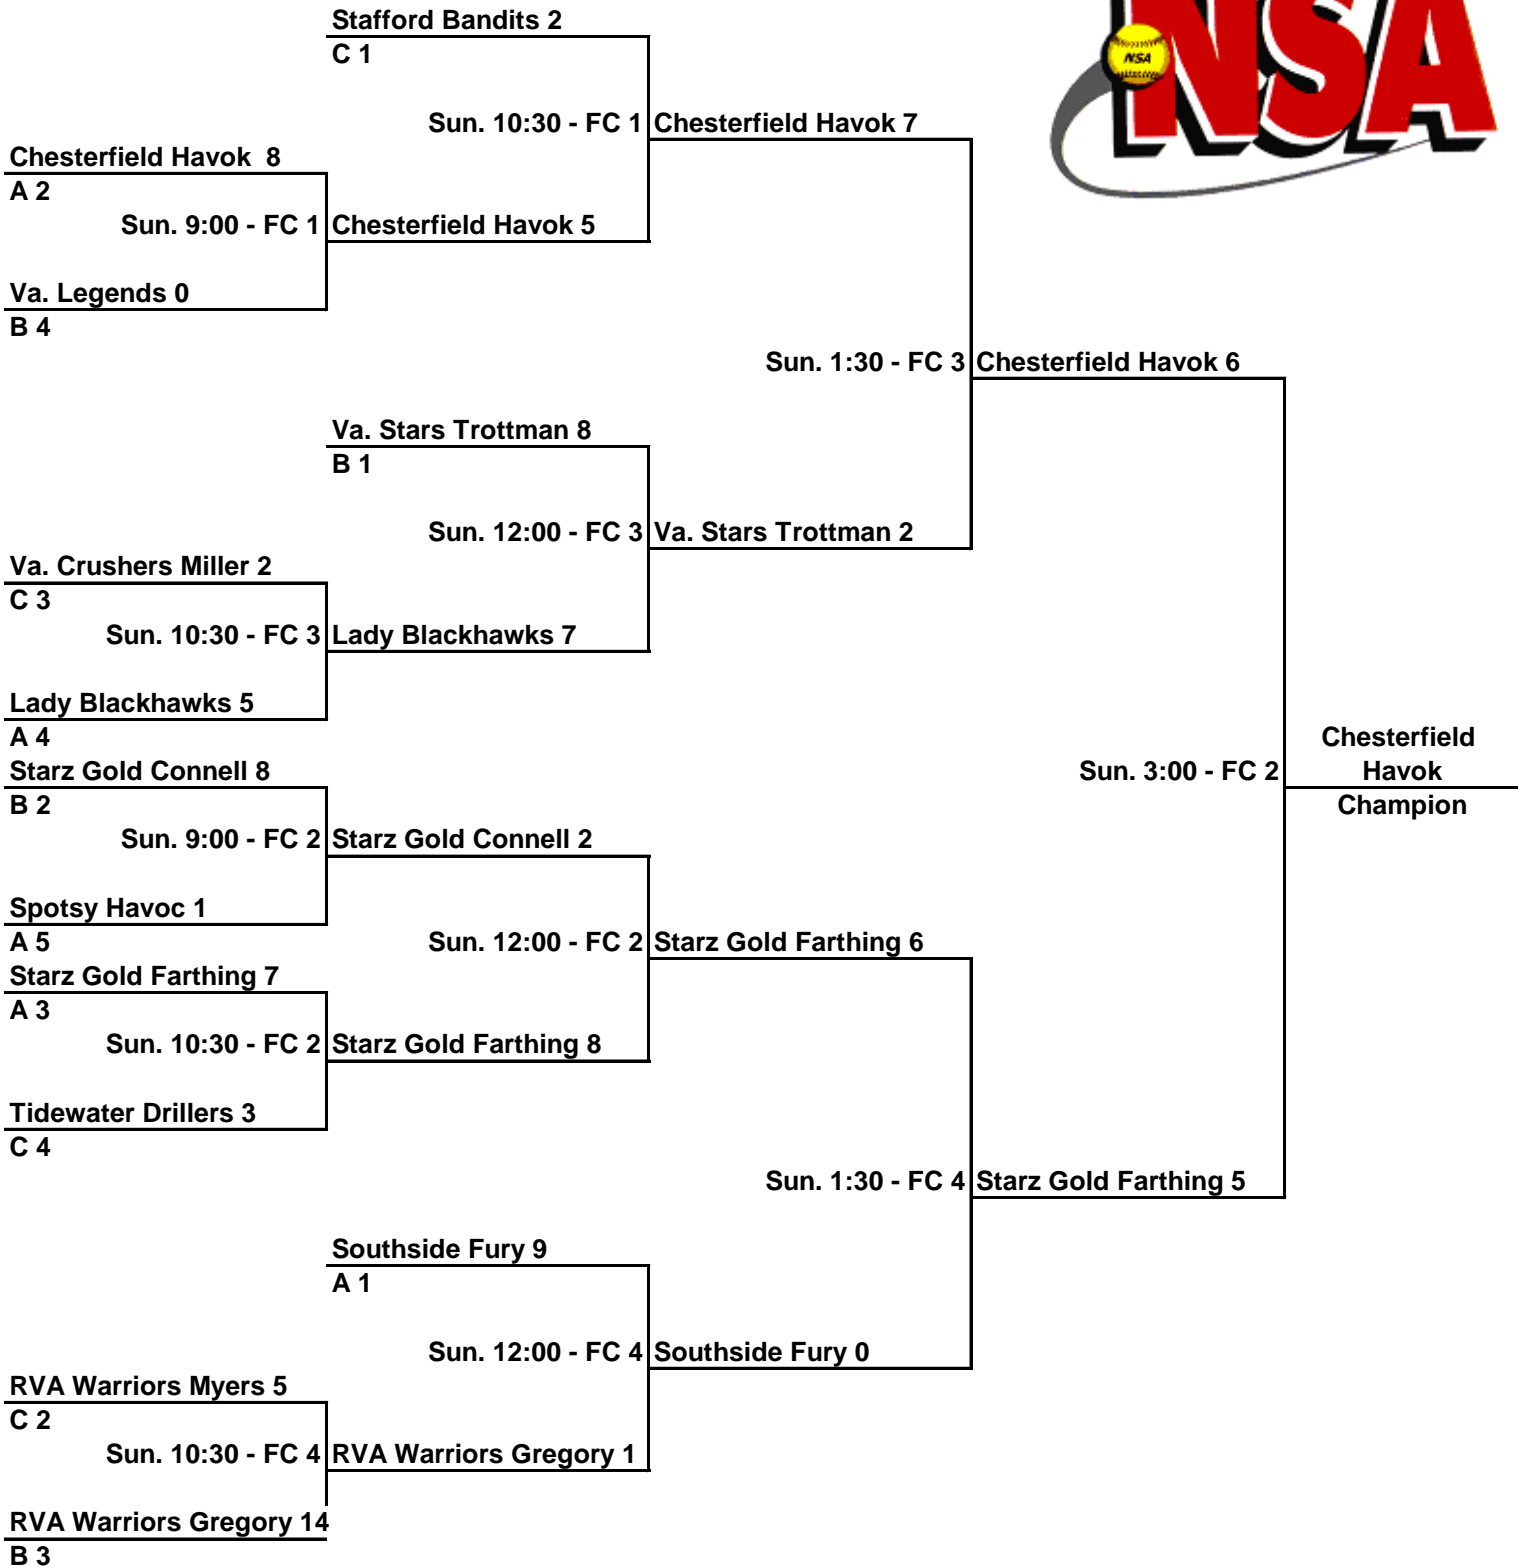 Stafford Bandits 2
C 1
NSA
NSA
Sun. 10:30 - FC 1 Chesterfield Havok 7
Chesterfield Havok  8
A 2
Sun. 9:00 - FC 1 Chesterfield Havok 5
Va. Legends 0
B 4
Sun. 1:30 - FC 3 Chesterfield Havok 6
Va. Stars Trottman 8
B 1
Sun. 12:00 - FC 3 Va. Stars Trottman 2
Va. Crushers Miller 2
C 3
Sun. 10:30 - FC 3 Lady Blackhawks 7
Lady Blackhawks 5
A 4
Chesterfield
Starz Gold Connell 8
Sun. 3:00 - FC 2 Havok
B 2
Champion
Sun. 9:00 - FC 2 Starz Gold Connell 2
Spotsy Havoc 1
A 5
Sun. 12:00 - FC 2 Starz Gold Farthing 6
Starz Gold Farthing 7
A 3
Sun. 10:30 - FC 2 Starz Gold Farthing 8
Tidewater Drillers 3
C 4
Sun. 1:30 - FC 4 Starz Gold Farthing 5
Southside Fury 9
A 1
Sun. 12:00 - FC 4 Southside Fury 0
RVA Warriors Myers 5
C 2
Sun. 10:30 - FC 4 RVA Warriors Gregory 1
RVA Warriors Gregory 14
B 3